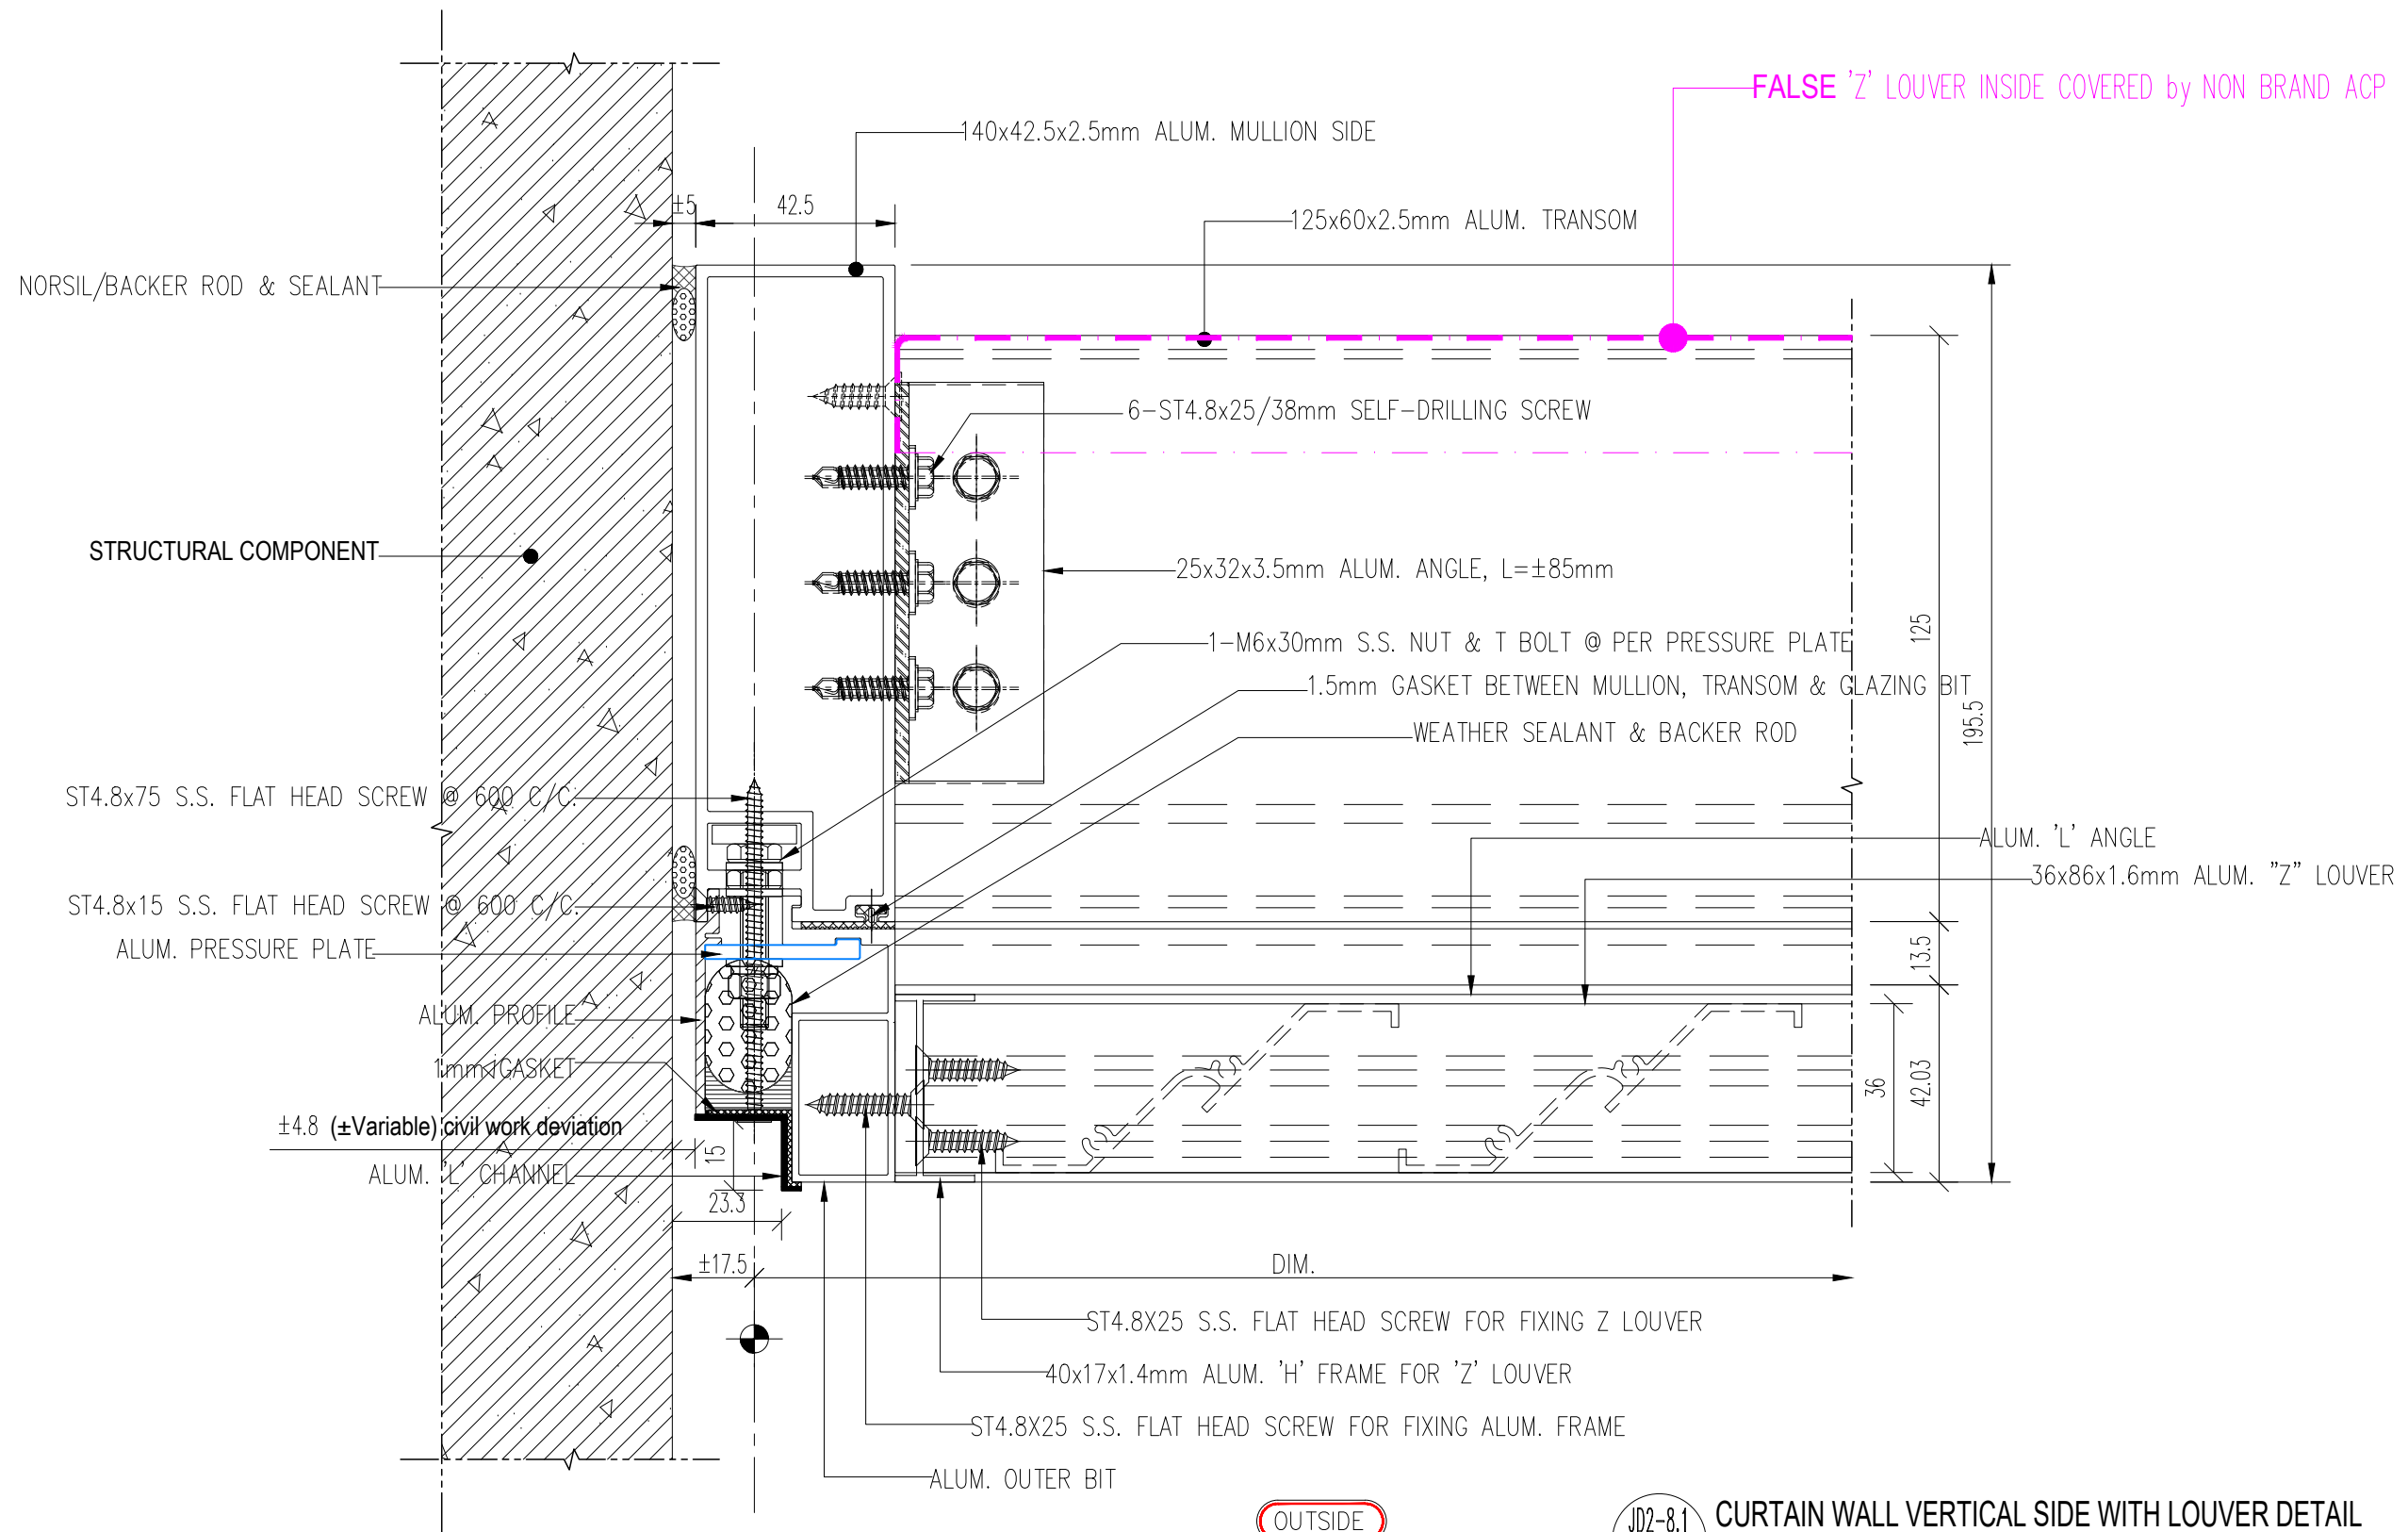 FALSE 'Z' LOUVER INSIDE COVERED by NON BRAND ACP
140x42.5x2.5mm ALUM. MULLION SIDE
±5
42.5
125x60x2.5mm ALUM. TRANSOM
NORSIL/BACKER ROD & SEALANT
6-ST4.8x25/38mm SELF-DRILLING SCREW
STRUCTURAL COMPONENT
25x32x3.5mm ALUM. ANGLE, L=±85mm
125
1-M6x30mm S.S. NUT & T BOLT @ PER PRESSURE PLATE
1.5mm GASKET BETWEEN MULLION, TRANSOM & GLAZING BIT
195.5
WEATHER SEALANT & BACKER ROD
ST4.8x75 S.S. FLAT HEAD SCREW @ 600 C/C.
ALUM. 'L' ANGLE
36x86x1.6mm ALUM. "Z" LOUVER
ST4.8x15 S.S. FLAT HEAD SCREW @ 600 C/C.
ALUM. PRESSURE PLATE
13.5
ALUM. PROFILE
1mm GASKET
36
42.03
±4.8 (±Variable) civil work deviation
15
ALUM. 'L' CHANNEL
23.3
±17.5
DIM.
ST4.8X25 S.S. FLAT HEAD SCREW FOR FIXING Z LOUVER
40x17x1.4mm ALUM. 'H' FRAME FOR 'Z' LOUVER
ST4.8X25 S.S. FLAT HEAD SCREW FOR FIXING ALUM. FRAME
ALUM. OUTER BIT
OUTSIDE
JD2-8.1
CURTAIN WALL VERTICAL SIDE WITH LOUVER DETAIL